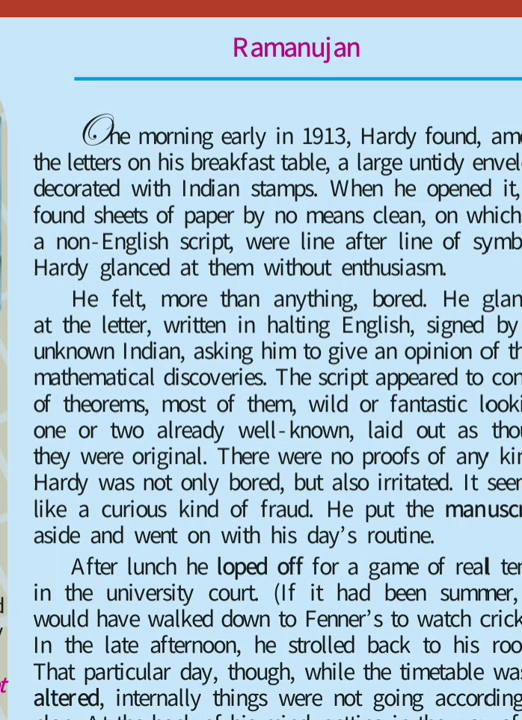 Ramanujan
One morning early in 1913, Hardy found, am
the letters on his breakfast table, a large untidy envel
decorated with Indian stamps. When he opened it,
found sheets of paper by no means clean, on which
a non-English script, were line after line of symb
Hardy glanced at them without enthusiasm.
He felt, more than anything, bored. He glan
at the letter, written in halting English, signed by
unknown Indian, asking him to give an opinion of th
mathematical discoveries. The script appeared to con
of theorems, most of them, wild or fantastic looki
one or two already well-known, laid out as thou
they were original. There were no proofs of any kin
Hardy was not only bored, but also irritated. It seem
like a curious kind of fraud. He put the manuscr
aside and went on with his day's routine.
After lunch he loped off for a game of real ten
in the university court. (If it had been summer,
would have walked down to Fenner's to watch crick
In the late afternoon, he strolled back to his roo
That particular day, though, while the timetable was
altered, internally things were not going according